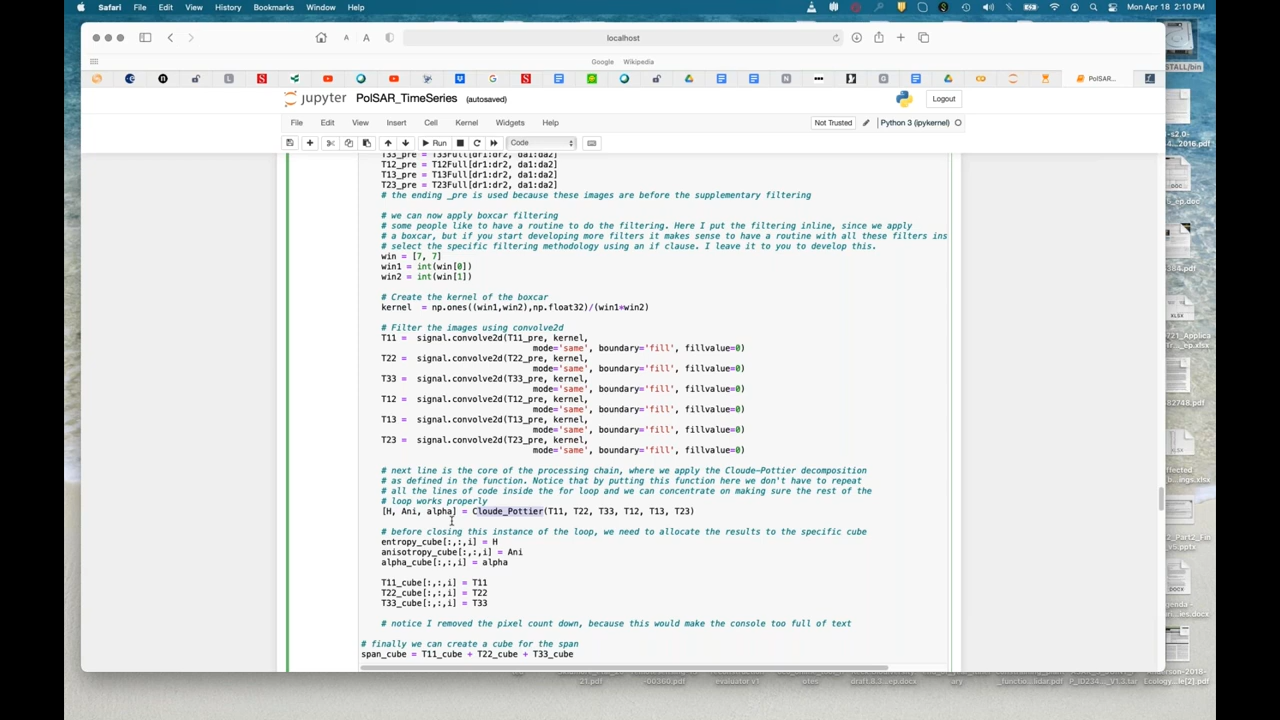 Safari File Edit View History Bookmarks Window Help
Mon Apr 18 2:10 PM
localhost
Google Wikipedia
PolSAR...
jupyter PolSAR_TimeSeries (autosaved)
Logout
File Edit View Insert Cell Kernel Widgets Help
Not Trusted Python 3 (ipykernel)
Run Code
T33_pre = T33Full[dr1:dr2, da1:da2]
T12_pre = T12Full[dr1:dr2, da1:da2]
T13_pre = T13Full[dr1:dr2, da1:da2]
T23_pre = T23Full[dr1:dr2, da1:da2]
# the ending _pre is used because these images are before the supplementary filtering
# we can now apply boxcar filtering
# some people like to have a routine to do the filtering. Here I put the filtering inline, since we apply
# a boxcar, but if you start developing more filters it makes sense to have a routine with all these filters ins
# select the specific filtering methodology using an if clause. I leave it to you to develop this.
win = [7, 7]
win1 = int(win[0])
win2 = int(win[1])
# Create the kernel of the boxcar
kernel = np.ones((win1,win2),np.float32)/(win1*win2)
# Filter the images using convolve2d
T11 = signal.convolve2d(T11_pre, kernel,
mode='same', boundary='fill', fillvalue=0)
T22 = signal.convolve2d(T22_pre, kernel,
mode='same', boundary='fill', fillvalue=0)
T33 = signal.convolve2d(T33_pre, kernel,
mode='same', boundary='fill', fillvalue=0)
T12 = signal.convolve2d(T12_pre, kernel,
mode='same', boundary='fill', fillvalue=0)
T13 = signal.convolve2d(T13_pre, kernel,
mode='same', boundary='fill', fillvalue=0)
T23 = signal.convolve2d(T23_pre, kernel,
mode='same', boundary='fill', fillvalue=0)
# next line is the core of the processing chain, where we apply the Cloude-Pottier decomposition
# as defined in the function. Notice that by putting this function here we don't have to repeat
# all the lines of code inside the for loop and we can concentrate on making sure the rest of the
# loop works properly
[H, Ani, alpha] = Cloude_Pottier(T11, T22, T33, T12, T13, T23)
# before closing this instance of the loop, we need to allocate the results to the specific cube
entropy_cube[:,:,i] = H
anisotropy_cube[:,:,i] = Ani
alpha_cube[:,:,i] = alpha
T11_cube[:,:,i] = T11
T22_cube[:,:,i] = T22
T33_cube[:,:,i] = T33
# notice I removed the pixel count down, because this would make the console too full of text
# finally we can create a cube for the span
span_cube = T11_cube + T22_cube + T33_cube